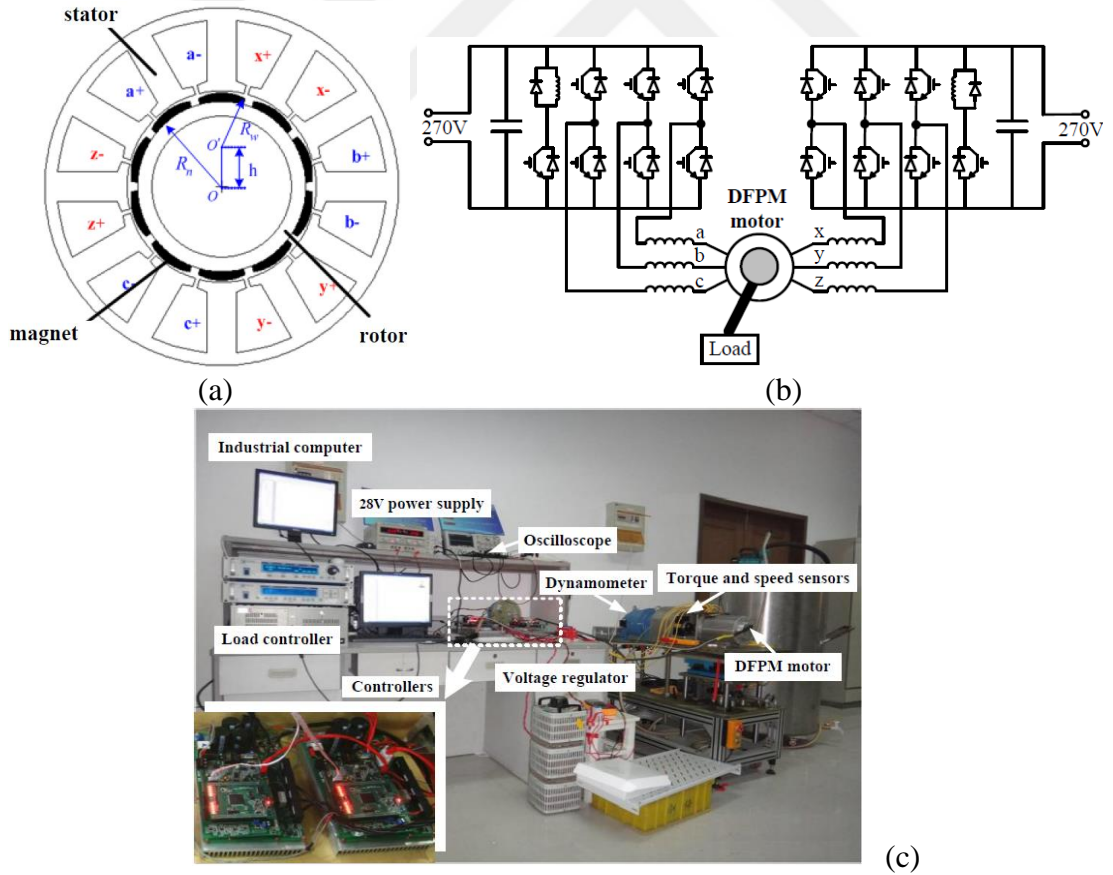 stator
a-
x+
a+
x-
z-
b+
R_w
O'
h
R_n
O
z+
b-
c-
y+
c+
y-
magnet
rotor
(a)
270V
270V
DFPM
motor
a
x
b
y
c
z
Load
(b)
Industrial computer
28V power supply
Oscilloscope
Dynamometer
Torque and speed sensors
Load controller
DFPM motor
Controllers
Voltage regulator
(c)